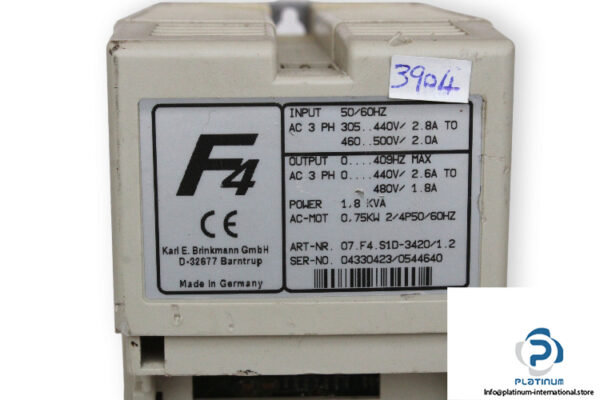 3904
F4
CE
Karl E. Brinkmann GmbH
D-32677 Barntrup
Made in Germany
INPUT 50/60HZ
AC 3 PH 305..440V/ 2.8A TO
460..500V/ 2.0A
OUTPUT 0....409HZ MAX
AC 3 PH 0....440V/ 2.6A TO
480V/ 1.8A
POWER 1,8 KVA
AC-MOT 0,75KW 2/4P50/60HZ
ART-NR. 07.F4.S1D-3420/1.2
SER-NO. 04330423/0544640
PLATINUM
https://platinum-international.store